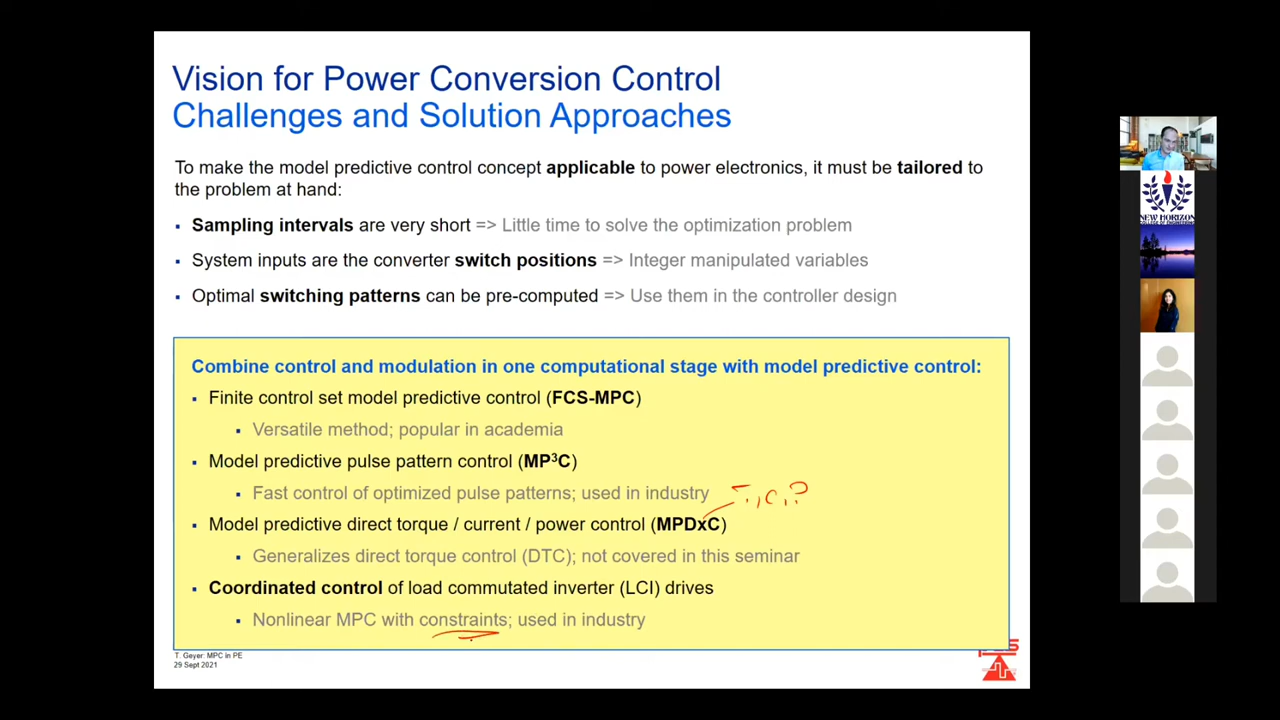 Vision for Power Conversion Control
Challenges and Solution Approaches
To make the model predictive control concept applicable to power electronics, it must be tailored to
the problem at hand:
▪ Sampling intervals are very short => Little time to solve the optimization problem
▪ System inputs are the converter switch positions => Integer manipulated variables
▪ Optimal switching patterns can be pre-computed => Use them in the controller design
Combine control and modulation in one computational stage with model predictive control:
▪ Finite control set model predictive control (FCS-MPC)
▪ Versatile method; popular in academia
▪ Model predictive pulse pattern control (MP³C)
▪ Fast control of optimized pulse patterns; used in industry
▪ Model predictive direct torque / current / power control (MPDxC)
▪ Generalizes direct torque control (DTC); not covered in this seminar
▪ Coordinated control of load commutated inverter (LCI) drives
▪ Nonlinear MPC with constraints; used in industry
T. Geyer: MPC in PE
29 Sept 2021
NEW HORIZON
COLLEGE OF ENGINEERING